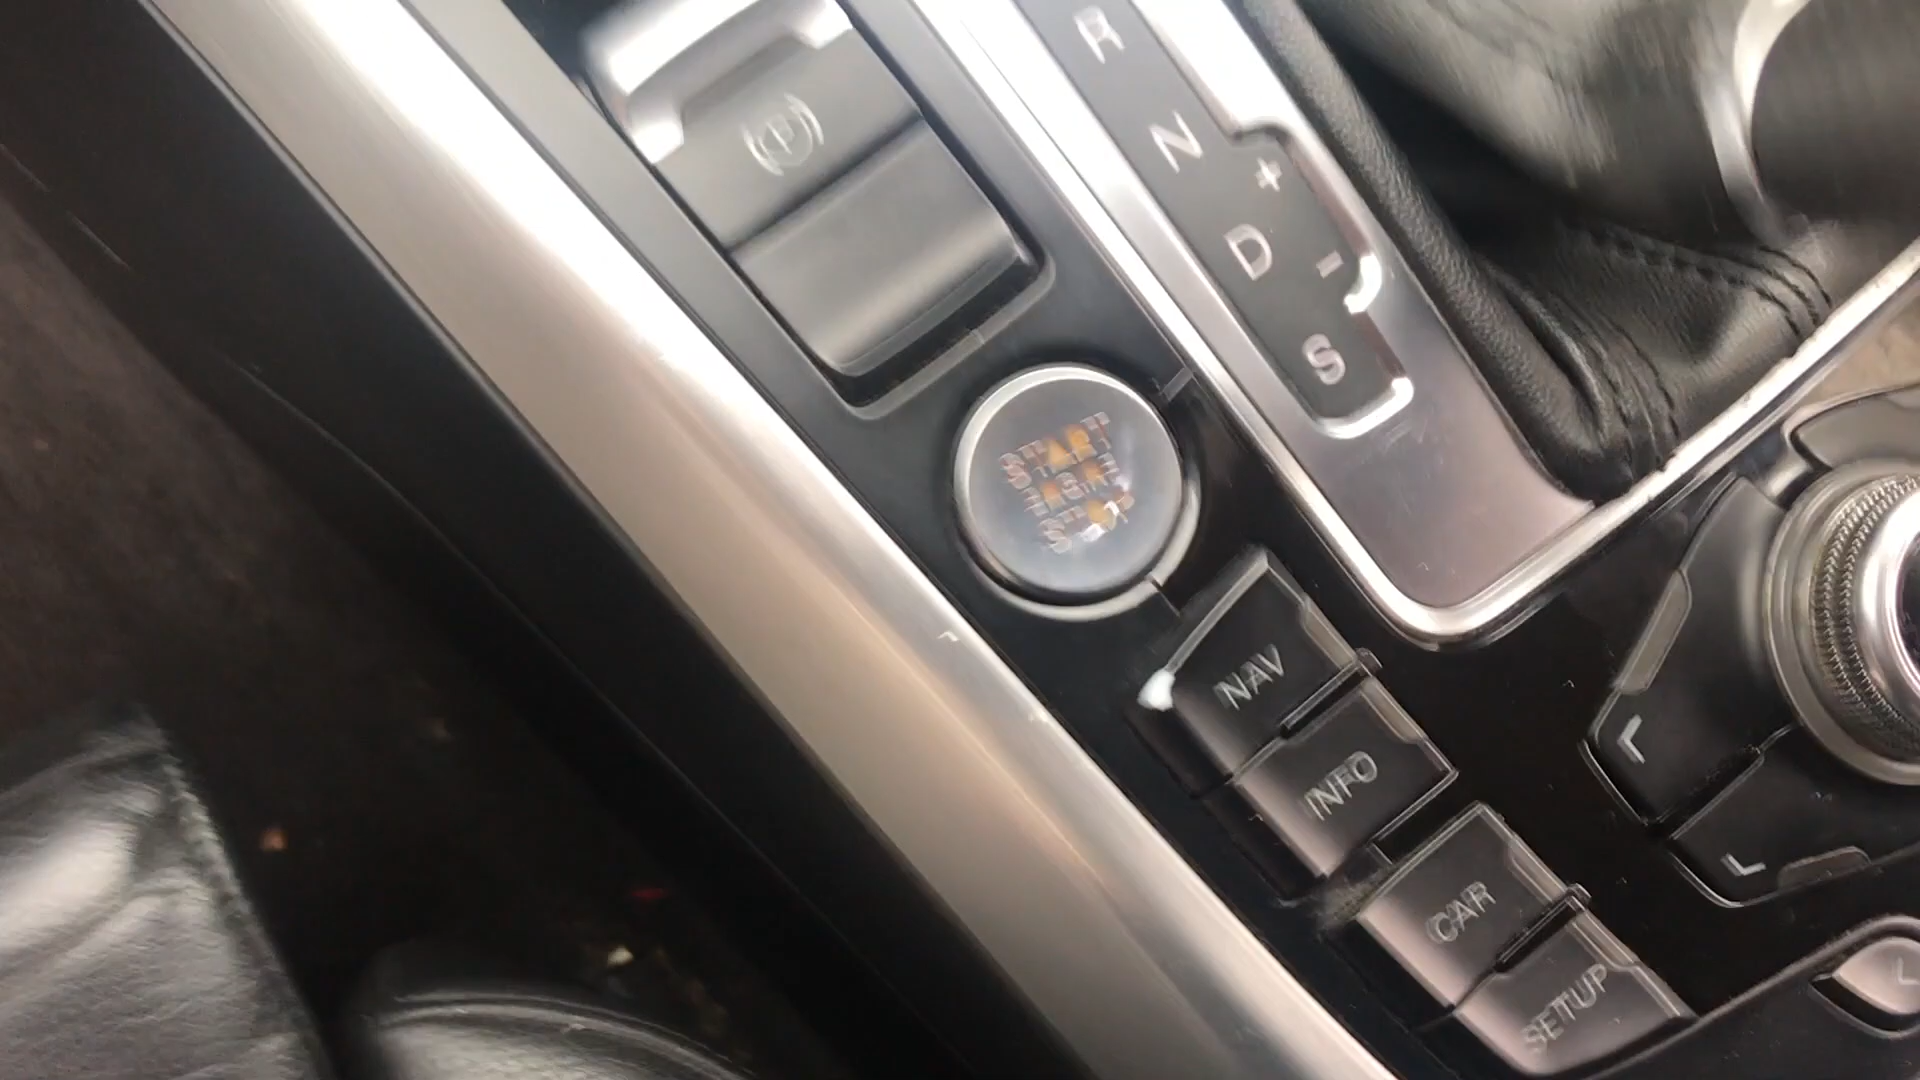 (P)
R
N
+
D
-
S
START
ENGINE
STOP
NAV
INFO
CAR
SETUP